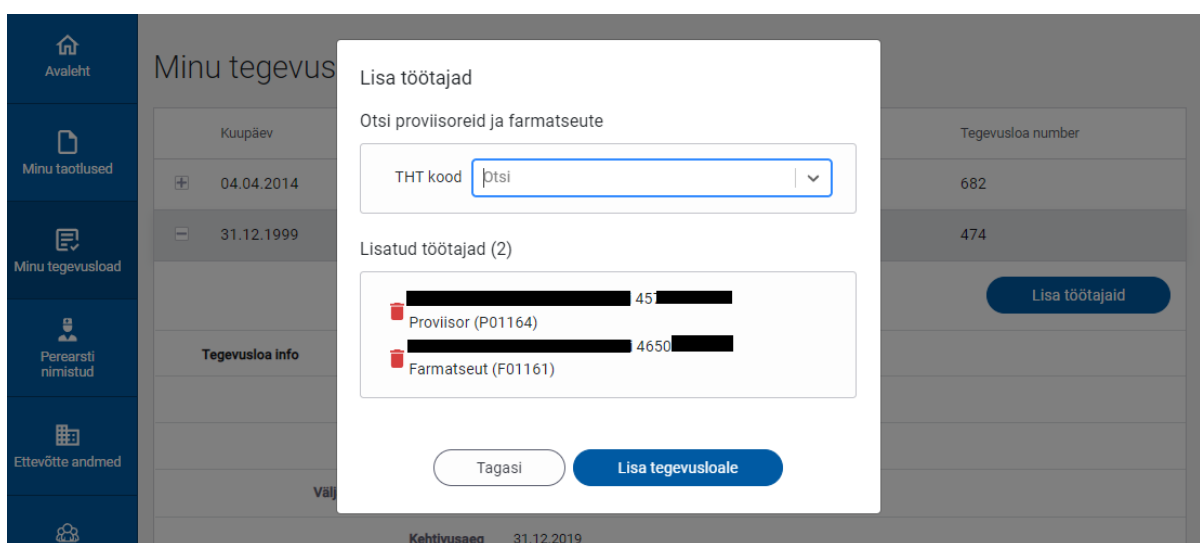 Avaleht
Minu taotlused
Minu tegevusload
Perearsti
nimistud
Ettevõtte andmed
Minu tegevus
Kuupäev
Tegevusloa number
04.04.2014
682
31.12.1999
474
Lisa töötajaid
Tegevusloa info
Välj
Kehtivusaeg 31.12.2019
Lisa töötajad
Otsi proviisoreid ja farmatseute
THT kood Otsi
Lisatud töötajad (2)
457
Proviisor (P01164)
4650
Farmatseut (F01161)
Tagasi
Lisa tegevusloale